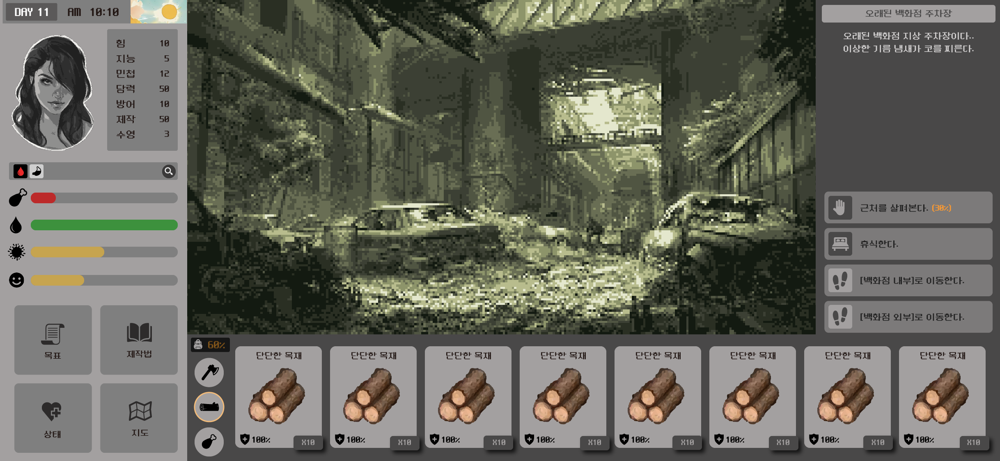 DAY 11 AM 10:10
힘 10
지능 5
민첩 12
담력 50
방어 10
제작 50
수영 3
목표
제작법
상태
지도
오래된 백화점 주차장
오래된 백화점 지상 주차장이다..
이상한 기름 냄새가 코를 찌른다.
근처를 살펴본다. (30%)
휴식한다.
[백화점 내부]로 이동한다.
[백화점 외부]로 이동한다.
60%
단단한 목재
100%
X10
단단한 목재
100%
X10
단단한 목재
100%
X10
단단한 목재
100%
X10
단단한 목재
100%
X10
단단한 목재
100%
X10
단단한 목재
100%
X10
단단한 목재
100%
X10